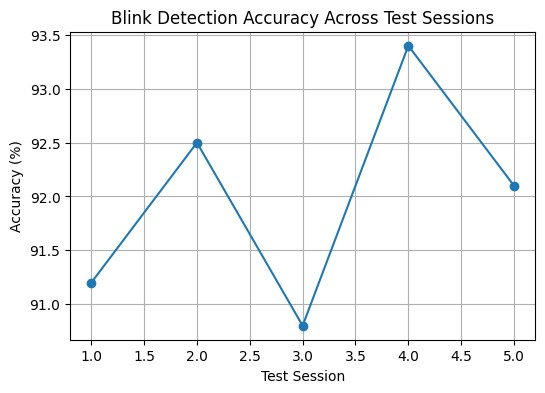 Blink Detection Accuracy Across Test Sessions
93.5
93.0
92.5
92.0
91.5
91.0
Accuracy (%)
1.0 1.5 2.0 2.5 3.0 3.5 4.0 4.5 5.0
Test Session